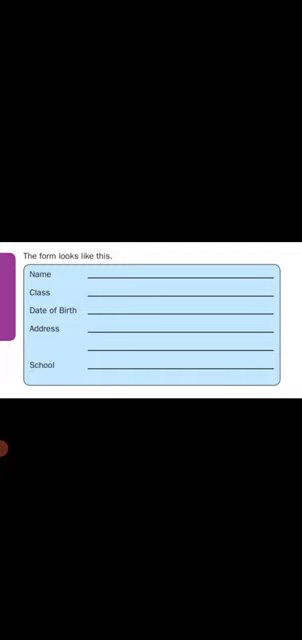 The form looks like this.
Name
Class
Date of Birth
Address
School